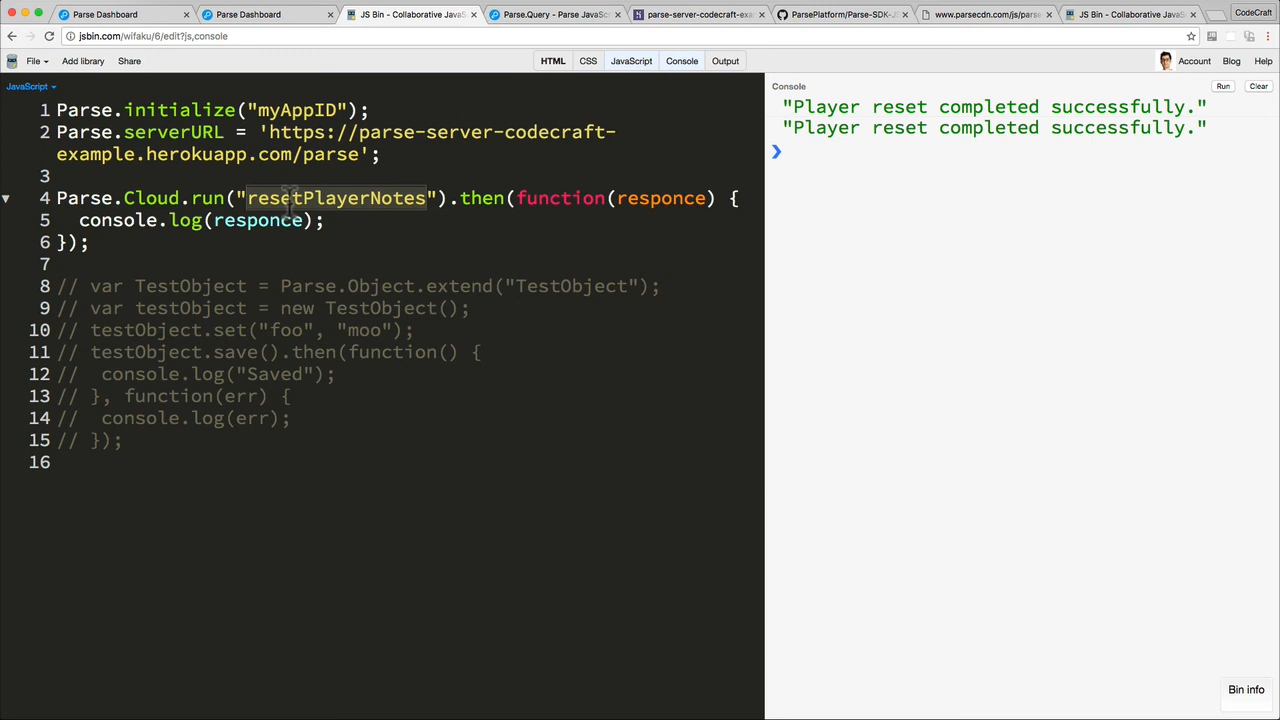 Parse Dashboard
Parse Dashboard
JS Bin - Collaborative JavaS
Parse.Query - Parse JavaSc
parse-server-codecraft-exa
ParsePlatform/Parse-SDK-J
www.parsecdn.com/js/parse
JS Bin - Collaborative JavaS
CodeCraft
jsbin.com/wifaku/6/edit?js,console
File
Add library
Share
HTML
CSS
JavaScript
Console
Output
Account
Blog
Help
JavaScript
1 Parse.initialize("myAppID");
2 Parse.serverURL = 'https://parse-server-codecraft-
example.herokuapp.com/parse';
3
4 Parse.Cloud.run("resetPlayerNotes").then(function(responce) {
5   console.log(responce);
6 });
7
8 // var TestObject = Parse.Object.extend("TestObject");
9 // var testObject = new TestObject();
10 // testObject.set("foo", "moo");
11 // testObject.save().then(function() {
12 //  console.log("Saved");
13 // }, function(err) {
14 //  console.log(err);
15 // });
16
Console
Run
Clear
"Player reset completed successfully."
"Player reset completed successfully."
Bin info